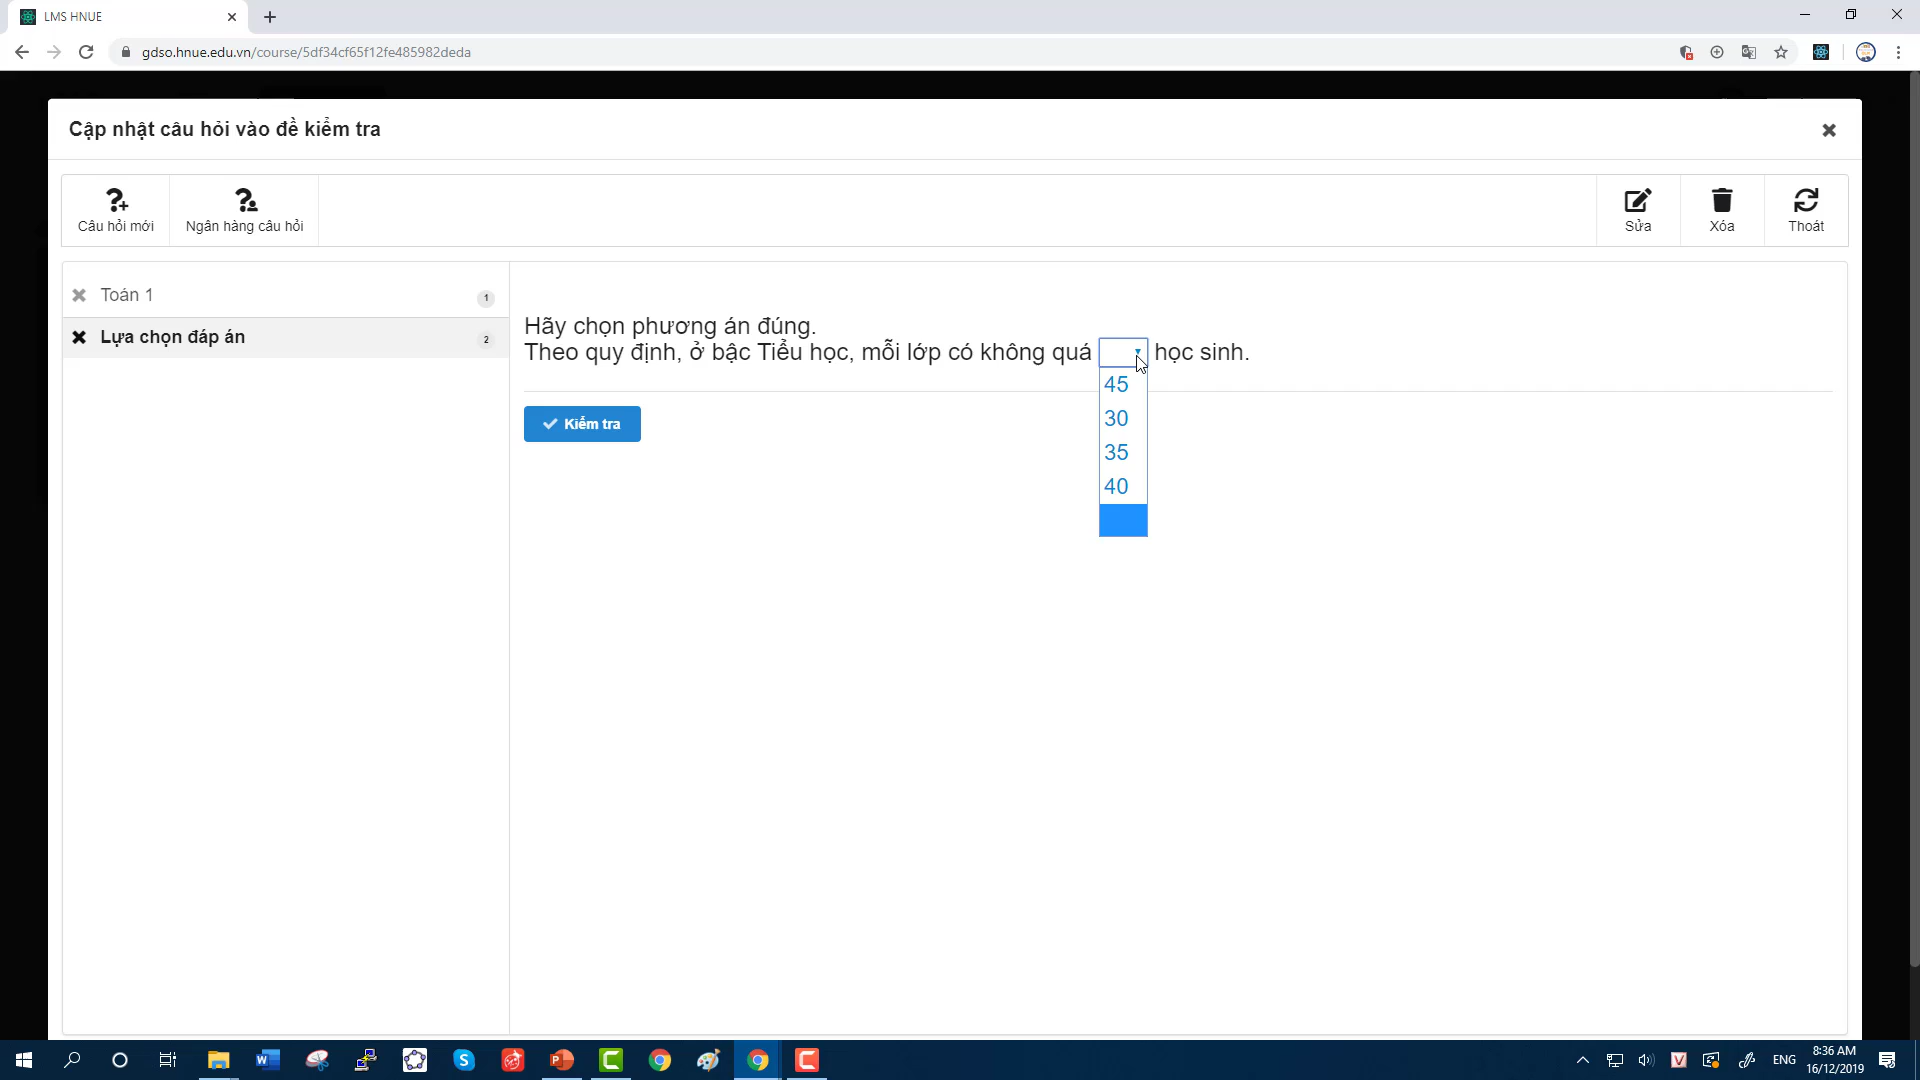 LMS HNUE
gdso.hnue.edu.vn/course/5df34cf65f12fe485982deda
Cập nhật câu hỏi vào đề kiểm tra
Câu hỏi mới
Ngân hàng câu hỏi
Sửa
Xóa
Thoát
Toán 1
1
Lựa chọn đáp án
2
Hãy chọn phương án đúng.
Theo quy định, ở bậc Tiểu học, mỗi lớp có không quá học sinh.
45
30
35
40
Kiểm tra
ENG
8:36 AM
16/12/2019